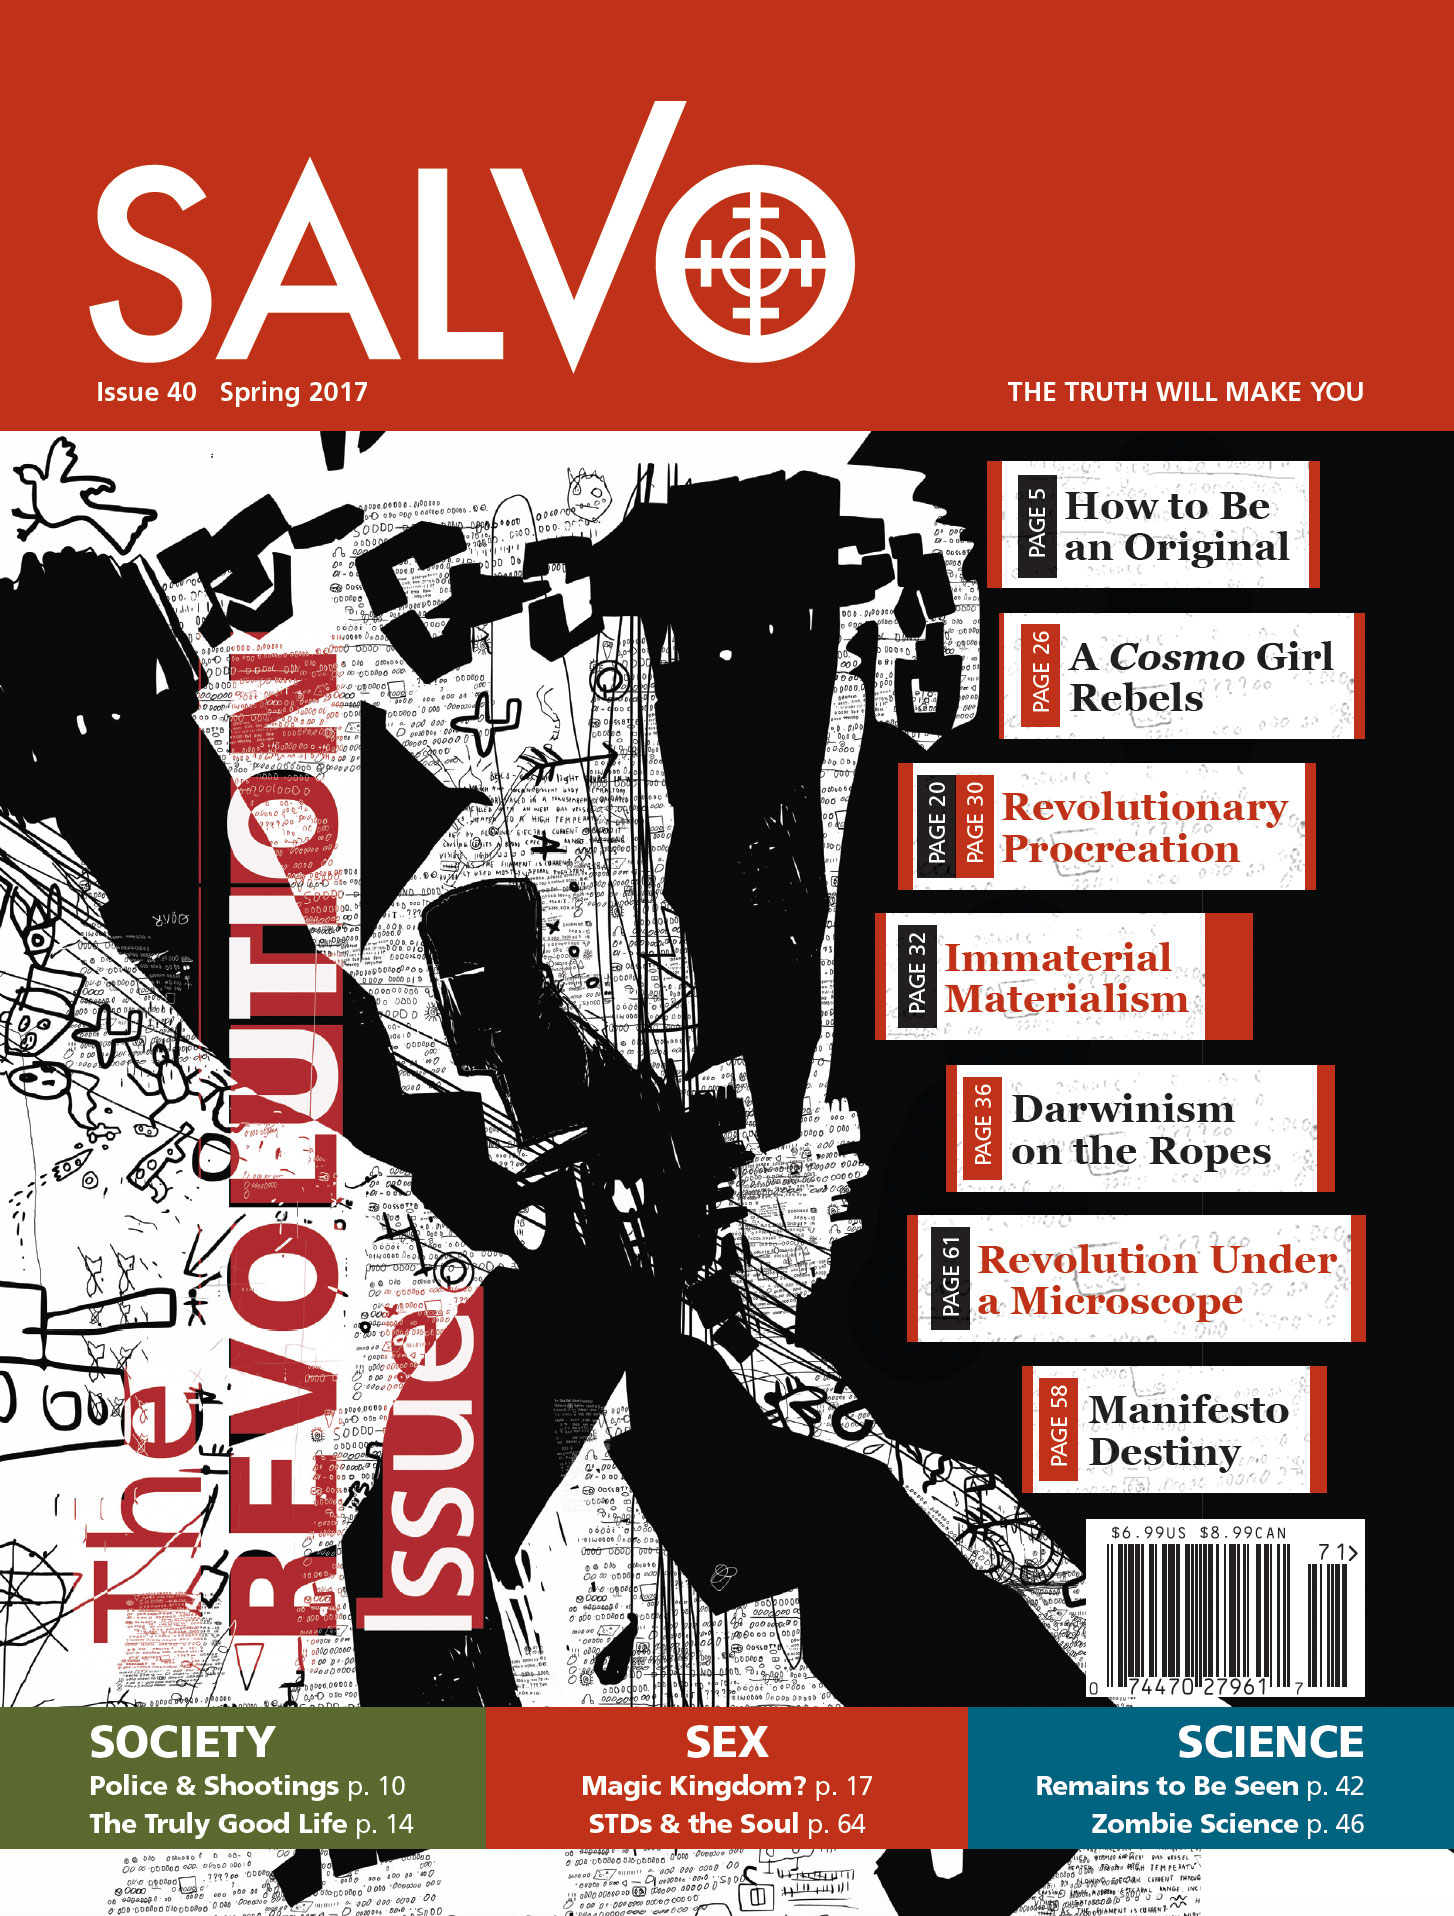 SALVO
Issue 40 Spring 2017
THE TRUTH WILL MAKE YOU
The
REVOLUTION
Issue
PAGE 5
How to Be
an Original
PAGE 26
A Cosmo Girl
Rebels
PAGE 20
PAGE 30
Revolutionary
Procreation
PAGE 32
Immaterial
Materialism
PAGE 36
Darwinism
on the Ropes
PAGE 61
Revolution Under
a Microscope
PAGE 58
Manifesto
Destiny
$6.99US $8.99CAN
71>
0 74470 27961 7
SOCIETY
Police & Shootings p. 10
The Truly Good Life p. 14
SEX
Magic Kingdom? p. 17
STDs & the Soul p. 64
SCIENCE
Remains to Be Seen p. 42
Zombie Science p. 46